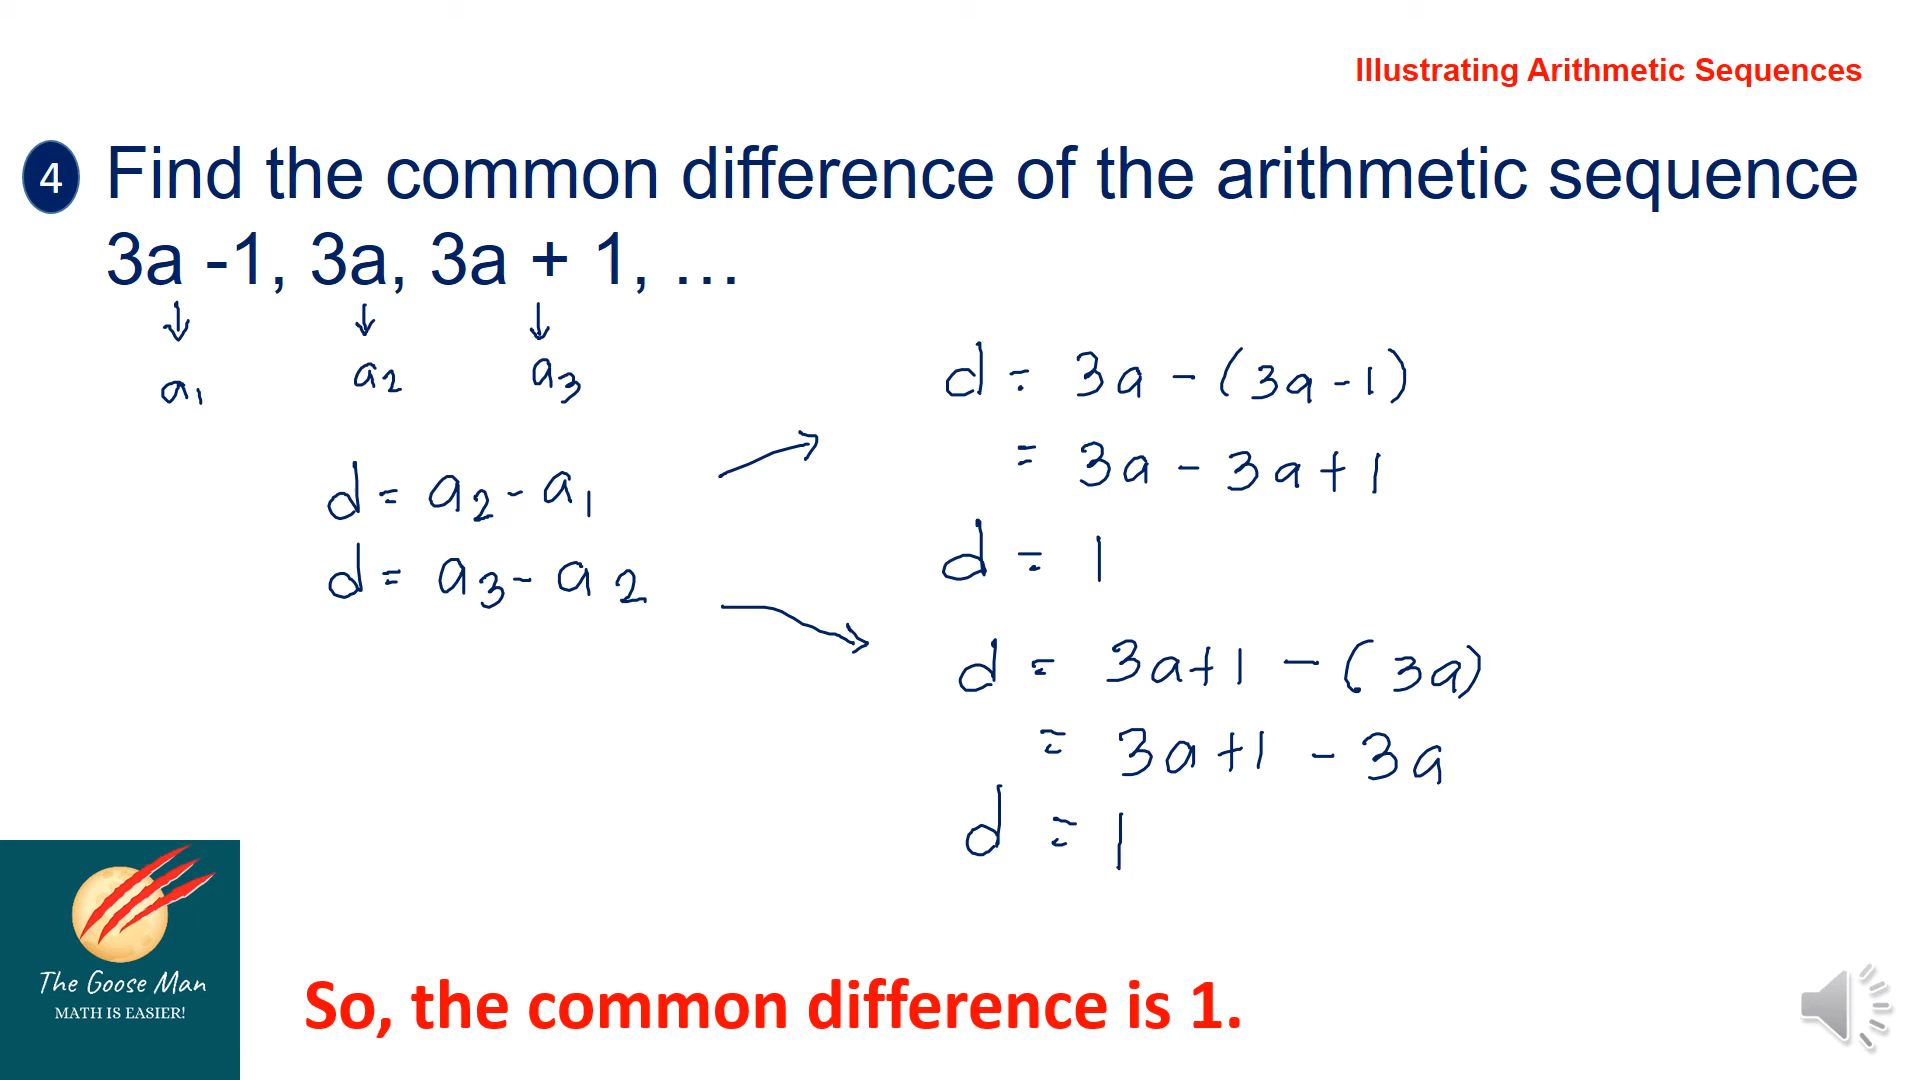 Illustrating Arithmetic Sequences
4 Find the common difference of the arithmetic sequence
3a -1, 3a, 3a + 1, …
↓ ↓ ↓
a1 a2 a3
d = a2 - a1
d = a3 - a2
d = 3a - (3a - 1)
= 3a - 3a + 1
d = 1
d = 3a+1 - (3a)
= 3a+1 - 3a
d = 1
The Goose Man
MATH IS EASIER!
So, the common difference is 1.